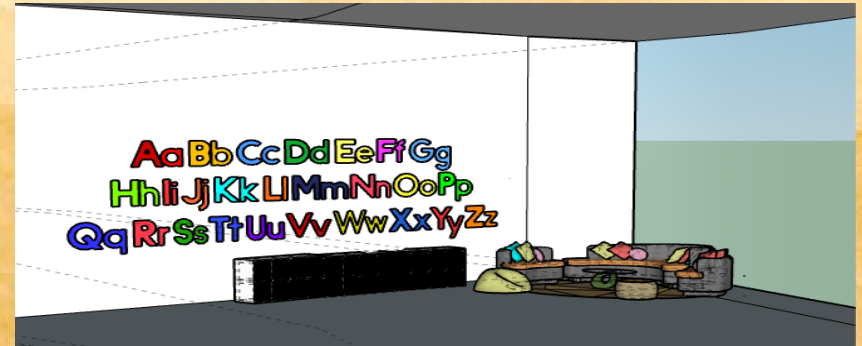 Aa Bb Cc Dd Ee Ff Gg
Hh Ii Jj Kk Ll Mm Nn Oo Pp
Qq Rr Ss Tt Uu Vv Ww Xx Yy Zz